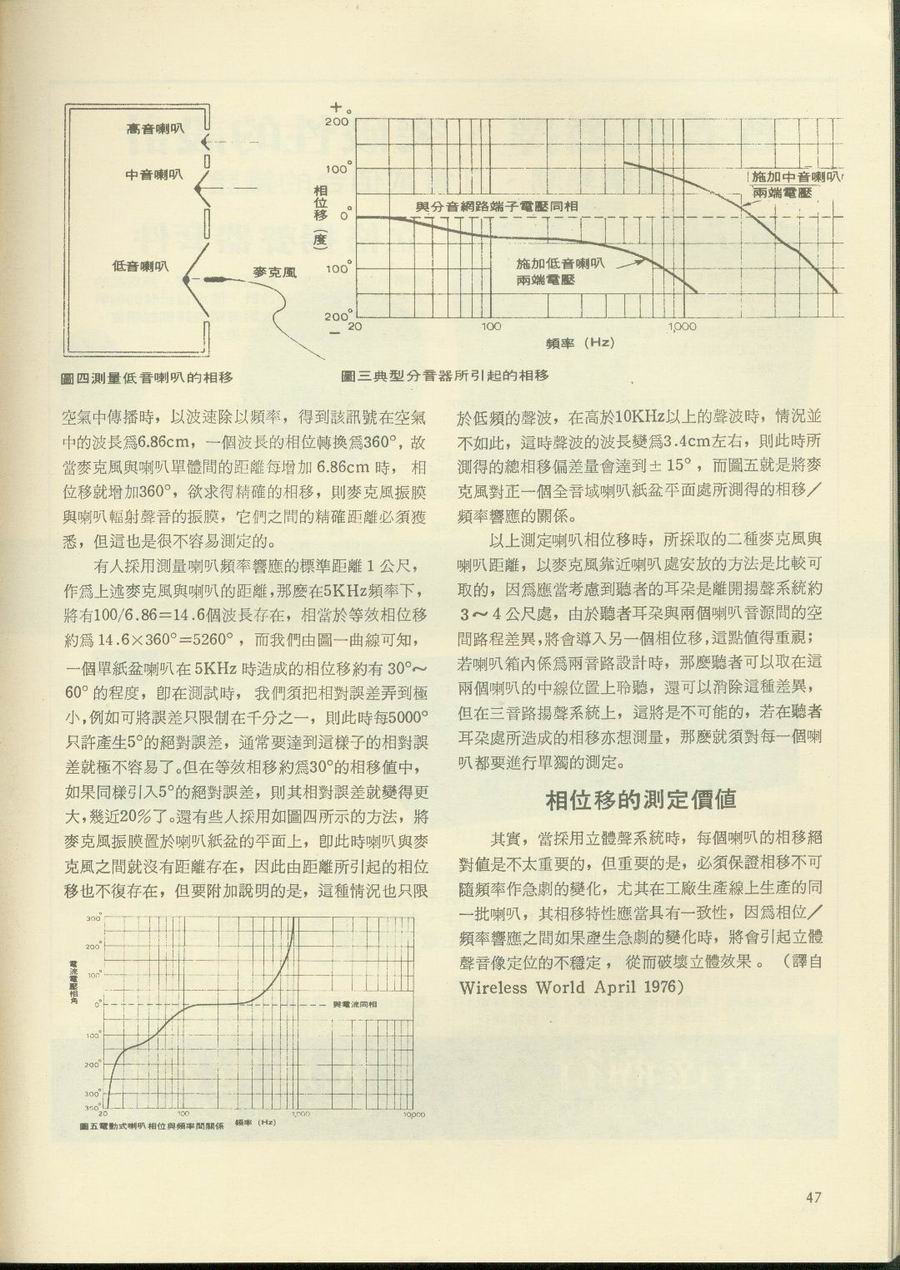 高音喇叭
中音喇叭
低音喇叭
麥克風
圖四測量低音喇叭的相移
+
200°
100°
0°
100°
200°
−
相位移(度)
與分音網路端子電壓同相
施加中音喇叭
兩端電壓
施加低音喇叭
兩端電壓
20
100
1,000
頻率 (Hz)
圖三典型分音器所引起的相移
空氣中傳播時，以波速除以頻率，得到該訊號在空氣
中的波長爲6.86cm，一個波長的相位轉換爲360°，故
當麥克風與喇叭單體間的距離每增加 6.86cm 時， 相
位移就增加360°，欲求得精確的相移，則麥克風振膜
與喇叭輻射聲音的振膜，它們之間的精確距離必須獲
悉，但這也是很不容易測定的。
有人採用測量喇叭頻率響應的標準距離 1 公尺，
作爲上述麥克風與喇叭的距離，那麼在5KHz頻率下，
將有100/6.86=14.6個波長存在，相當於等效相位移
約爲 14.6×360°=5260°，而我們由圖一曲線可知，
一個單紙盆喇叭在 5KHz 時造成的相位移約有 30°～
60° 的程度，卽在測試時， 我們須把相對誤差弄到極
小，例如可將誤差只限制在千分之一，則此時每5000°
只許產生5°的絕對誤差，通常要達到這樣子的相對誤
差就極不容易了。但在等效相移約爲30°的相移値中，
如果同樣引入5°的絕對誤差，則其相對誤差就變得更
大，幾近20%了。還有些人採用如圖四所示的方法，將
麥克風振膜置於喇叭紙盆的平面上，卽此時喇叭與麥
克風之間就沒有距離存在，因此由距離所引起的相位
移也不復存在，但要附加說明的是，這種情況也只限
300°
200°
100°
0°
100°
200°
300°
350°
電流電壓相角
與電流同相
20
100
1,000
10,000
頻率 (Hz)
圖五電動式喇叭相位與頻率間關係
於低頻的聲波，在高於10KHz以上的聲波時，情況並
不如此，這時聲波的波長變爲3.4cm左右，則此時所
測得的總相移偏差量會達到± 15°，而圖五就是將麥
克風對正一個全音域喇叭紙盆平面處所測得的相移／
頻率響應的關係。
以上測定喇叭相位移時，所採取的二種麥克風與
喇叭距離，以麥克風靠近喇叭處安放的方法是比較可
取的，因爲應當考慮到聽者的耳朶是離開揚聲系統約
3～4 公尺處，由於聽者耳朶與兩個喇叭音源間的空
間路程差異，將會導入另一個相位移，這點值得重視；
若喇叭箱內係爲兩音路設計時，那麼聽者可以取在這
兩個喇叭的中線位置上聆聽，還可以消除這種差異，
但在三音路揚聲系統上，這將是不可能的，若在聽者
耳朶處所造成的相移亦想測量，那麼就須對每一個喇
叭都要進行單獨的測定。
相位移的測定價値
其實，當採用立體聲系統時，每個喇叭的相移絕
對値是不太重要的，但重要的是，必須保證相移不可
隨頻率作急劇的變化，尤其在工廠生產線上生產的同
一批喇叭，其相移特性應當具有一致性，因爲相位／
頻率響應之間如果產生急劇的變化時，將會引起立體
聲音像定位的不穩定，從而破壞立體效果。（譯自
Wireless World April 1976）
47